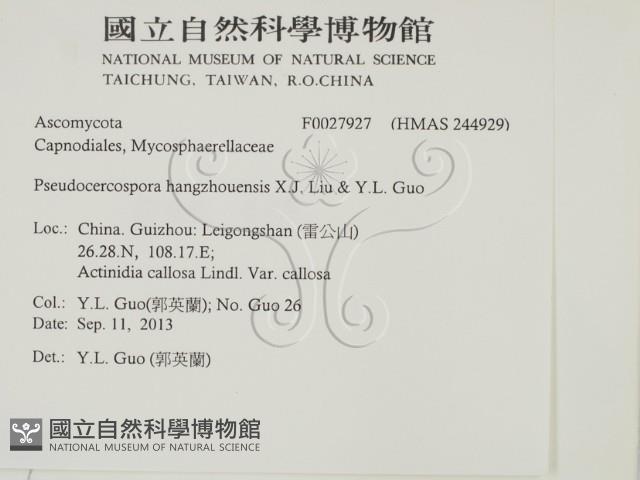 國立自然科學博物館
NATIONAL MUSEUM OF NATURAL SCIENCE
TAICHUNG, TAIWAN, R.O.CHINA
Ascomycota F0027927 (HMAS 244929)
Capnodiales, Mycosphaerellaceae
Pseudocercospora hangzhouensis X.J. Liu & Y.L. Guo
Loc.: China. Guizhou: Leigongshan (雷公山)
26.28.N, 108.17.E;
Actinidia callosa Lindl. Var. callosa
Col.: Y.L. Guo(郭英蘭); No. Guo 26
Date: Sep. 11, 2013
Det.: Y.L. Guo (郭英蘭)
國立自然科學博物館
NATIONAL MUSEUM OF NATURAL SCIENCE